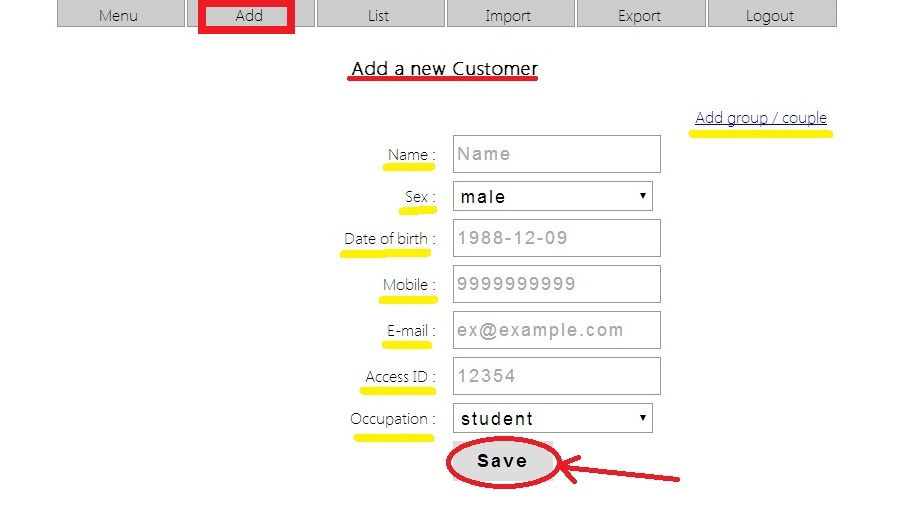 Menu Add List Import Export Logout
Add a new Customer
Add group / couple
Name : Name
Sex : male
Date of birth : 1988-12-09
Mobile : 9999999999
E-mail : ex@example.com
Access ID : 12354
Occupation : student
Save